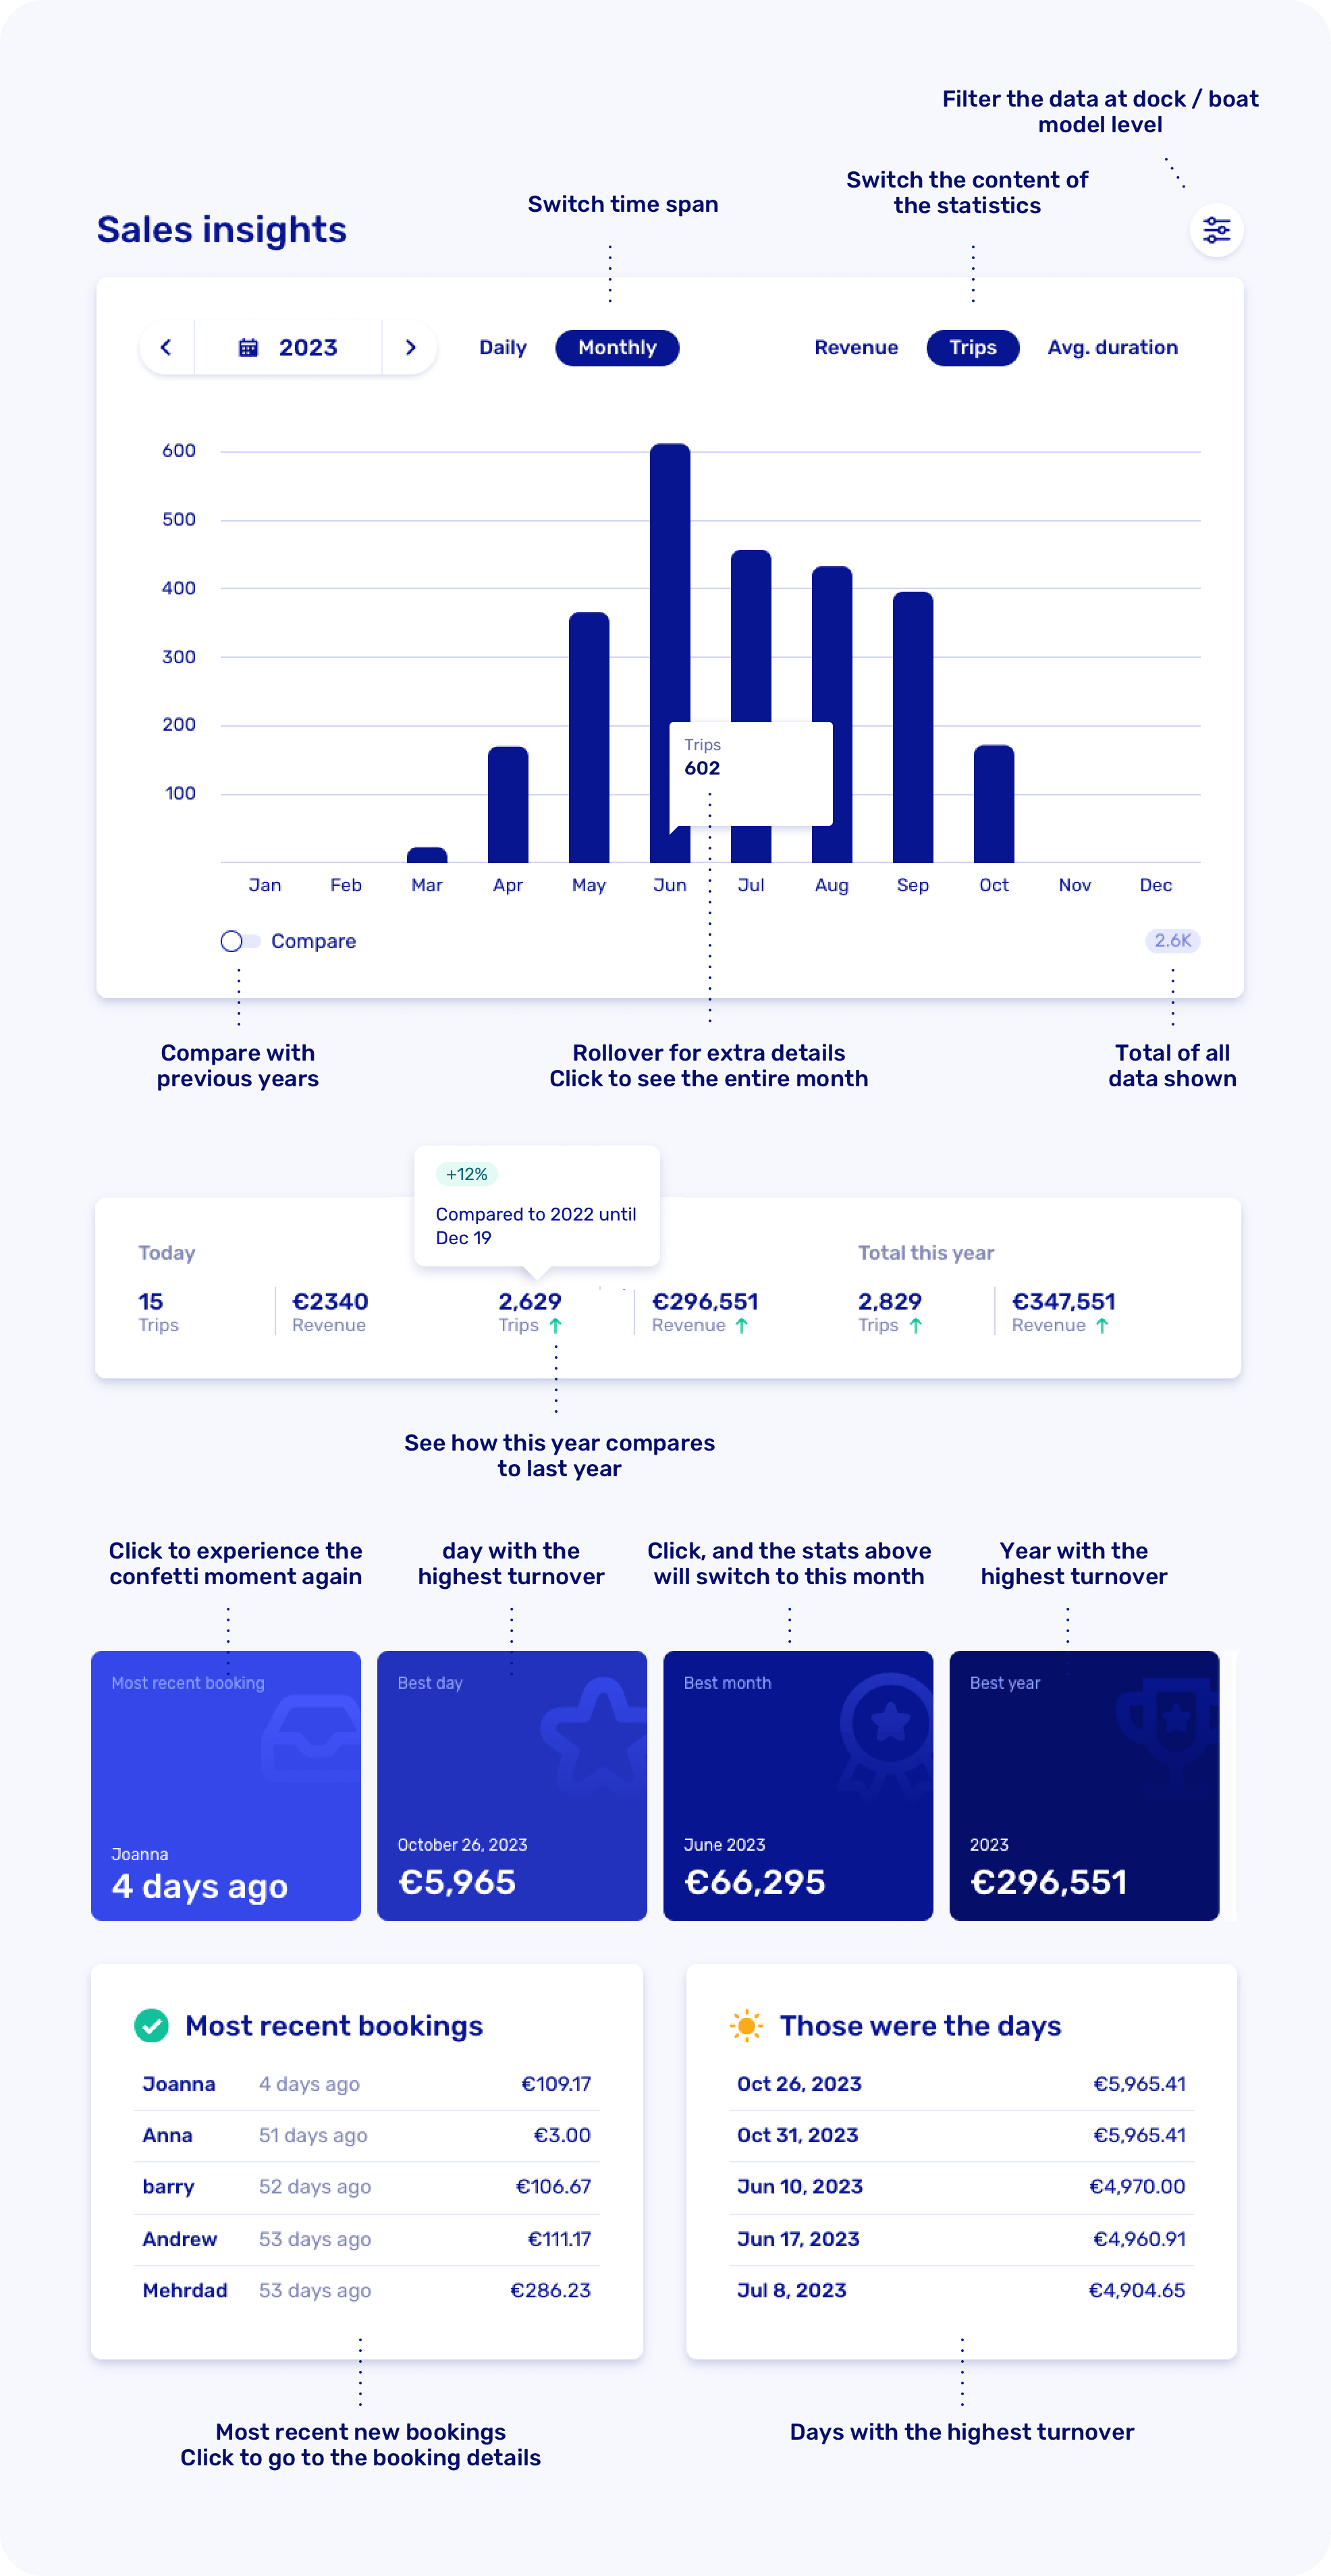 Filter the data at dock / boat
model level
Switch the content of
the statistics
Switch time span
Sales insights
2023
Daily
Monthly
Revenue
Trips
Avg. duration
600
500
400
300
200
100
Trips
602
Jan
Feb
Mar
Apr
May
Jun
Jul
Aug
Sep
Oct
Nov
Dec
Compare
2.6K
Compare with
previous years
Rollover for extra details
Click to see the entire month
Total of all
data shown
+12%
Compared to 2022 until
Dec 19
Today
Total this year
15
Trips
€2340
Revenue
2,629
Trips
€296,551
Revenue
2,829
Trips
€347,551
Revenue
See how this year compares
to last year
Click to experience the
confetti moment again
day with the
highest turnover
Click, and the stats above
will switch to this month
Year with the
highest turnover
Most recent booking
Joanna
4 days ago
Best day
October 26, 2023
€5,965
Best month
June 2023
€66,295
Best year
2023
€296,551
Most recent bookings
Joanna 4 days ago €109.17
Anna 51 days ago €3.00
barry 52 days ago €106.67
Andrew 53 days ago €111.17
Mehrdad 53 days ago €286.23
Those were the days
Oct 26, 2023 €5,965.41
Oct 31, 2023 €5,965.41
Jun 10, 2023 €4,970.00
Jun 17, 2023 €4,960.91
Jul 8, 2023 €4,904.65
Most recent new bookings
Click to go to the booking details
Days with the highest turnover